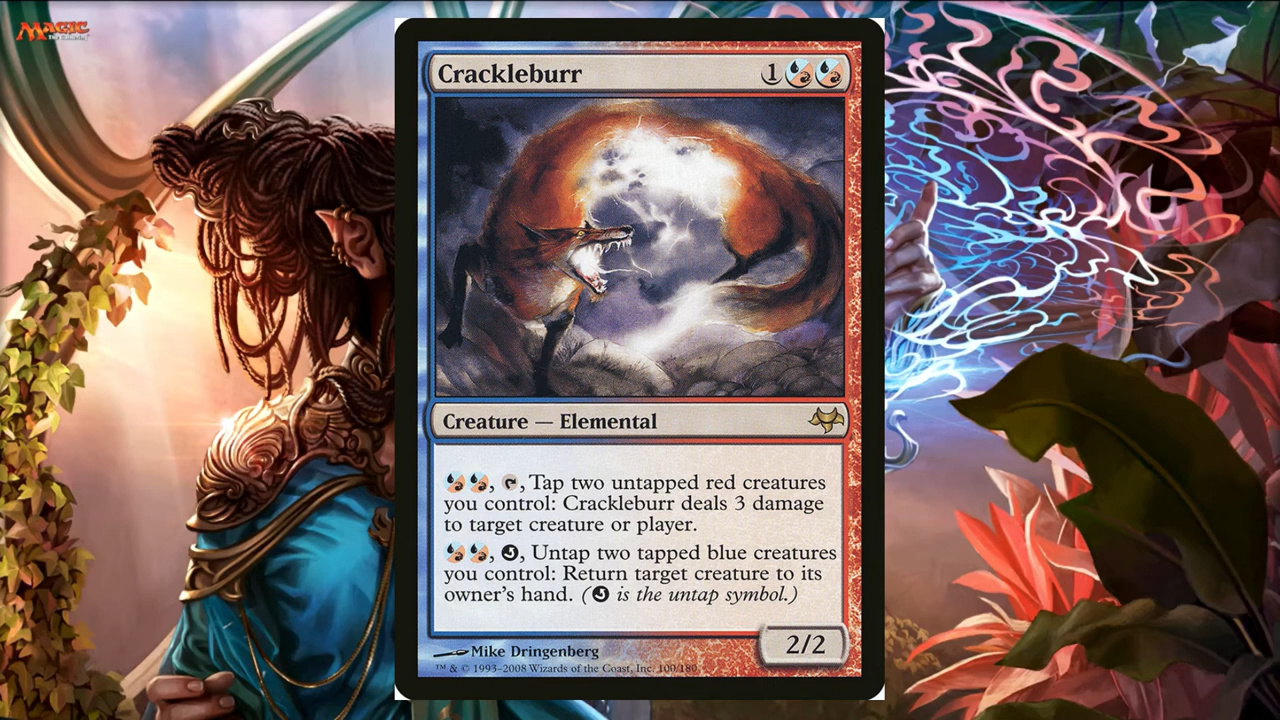 MAGIC
Crackleburr 1
Creature — Elemental
, , Tap two untapped red creatures
you control: Crackleburr deals 3 damage
to target creature or player.
, , Untap two tapped blue creatures
you control: Return target creature to its
owner's hand. ( is the untap symbol.)
2/2
Mike Dringenberg
™ & © 1993–2008 Wizards of the Coast, Inc. 100/180